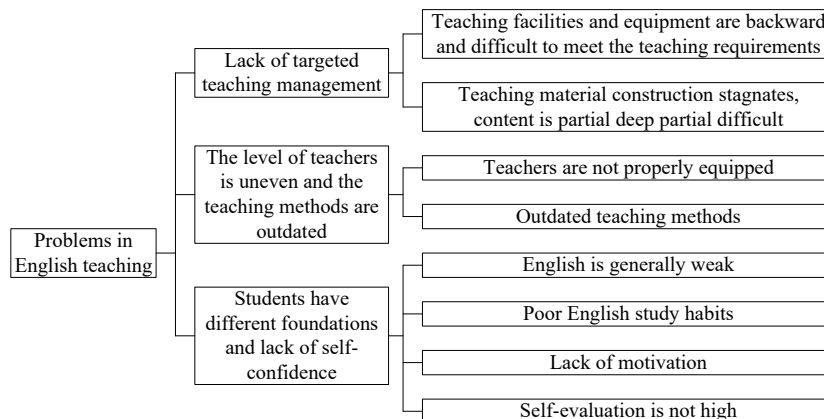 Problems in
English teaching
Lack of targeted
teaching management
Teaching facilities and equipment are backward
and difficult to meet the teaching requirements
Teaching material construction stagnates,
content is partial deep partial difficult
The level of teachers
is uneven and the
teaching methods are
outdated
Teachers are not properly equipped
Outdated teaching methods
Students have
different foundations
and lack of self-
confidence
English is generally weak
Poor English study habits
Lack of motivation
Self-evaluation is not high